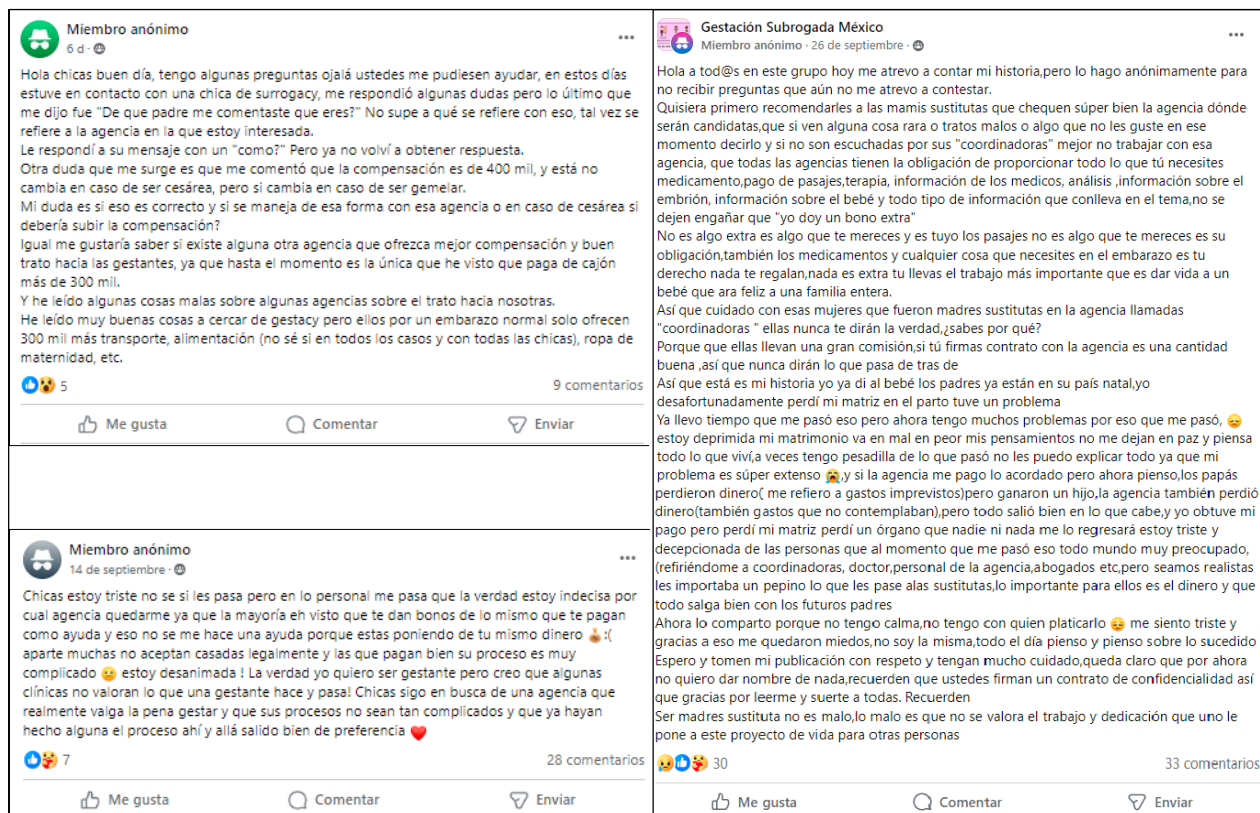 Miembro anónimo
6 d ·
Hola chicas buen día, tengo algunas preguntas ojalá ustedes me pudiesen ayudar, en estos días
estuve en contacto con una chica de surrogacy, me respondió algunas dudas pero lo último que
me dijo fue "De que padre me comentaste que eres?" No supe a qué se refiere con eso, tal vez se
refiere a la agencia en la que estoy interesada.
Le respondí a su mensaje con un "como?" Pero ya no volví a obtener respuesta.
Otra duda que me surge es que me comentó que la compensación es de 400 mil, y está no
cambia en caso de ser cesárea, pero si cambia en caso de ser gemelar.
Mi duda es si eso es correcto y si se maneja de esa forma con esa agencia o en caso de cesárea si
debería subir la compensación?
Igual me gustaría saber si existe alguna otra agencia que ofrezca mejor compensación y buen
trato hacia las gestantes, ya que hasta el momento es la única que he visto que paga de cajón
más de 300 mil.
Y he leído algunas cosas malas sobre algunas agencias sobre el trato hacia nosotras.
He leído muy buenas cosas a cercar de gestacy pero ellos por un embarazo normal solo ofrecen
300 mil más transporte, alimentación (no sé si en todos los casos y con todas las chicas), ropa de
maternidad, etc.
5
9 comentarios
Me gusta
Comentar
Enviar
Miembro anónimo
14 de septiembre ·
Chicas estoy triste no se si les pasa pero en lo personal me pasa que la verdad estoy indecisa por
cual agencia quedarme ya que la mayoría eh visto que te dan bonos de lo mismo que te pagan
como ayuda y eso no se me hace una ayuda porque estas poniendo de tu mismo dinero :(
aparte muchas no aceptan casadas legalmente y las que pagan bien su proceso es muy
complicado estoy desanimada ! La verdad yo quiero ser gestante pero creo que algunas
clínicas no valoran lo que una gestante hace y pasa! Chicas sigo en busca de una agencia que
realmente valga la pena gestar y que sus procesos no sean tan complicados y que ya hayan
hecho alguna el proceso ahí y allá salido bien de preferencia
7
28 comentarios
Me gusta
Comentar
Enviar
Gestación Subrogada México
Miembro anónimo · 26 de septiembre ·
Hola a tod@s en este grupo hoy me atrevo a contar mi historia,pero lo hago anónimamente para
no recibir preguntas que aún no me atrevo a contestar.
Quisiera primero recomendarles a las mamis sustitutas que chequen súper bien la agencia dónde
serán candidatas,que si ven alguna cosa rara o tratos malos o algo que no les guste en ese
momento decirlo y si no son escuchadas por sus "coordinadoras" mejor no trabajar con esa
agencia, que todas las agencias tienen la obligación de proporcionar todo lo que tú necesites
medicamento,pago de pasajes,terapia, información de los medicos, análisis ,información sobre el
embrión, información sobre el bebé y todo tipo de información que conlleva en el tema,no se
dejen engañar que "yo doy un bono extra"
No es algo extra es algo que te mereces y es tuyo los pasajes no es algo que te mereces es su
obligación,también los medicamentos y cualquier cosa que necesites en el embarazo es tu
derecho nada te regalan,nada es extra tu llevas el trabajo más importante que es dar vida a un
bebé que ara feliz a una familia entera.
Así que cuidado con esas mujeres que fueron madres sustitutas en la agencia llamadas
"coordinadoras " ellas nunca te dirán la verdad,¿sabes por qué?
Porque que ellas llevan una gran comisión,si tú firmas contrato con la agencia es una cantidad
buena ,así que nunca dirán lo que pasa de tras de
Así que está es mi historia yo ya di al bebé los padres ya están en su país natal,yo
desafortunadamente perdí mi matriz en el parto tuve un problema
Ya llevo tiempo que me pasó eso pero ahora tengo muchos problemas por eso que me pasó,
estoy deprimida mi matrimonio va en mal en peor mis pensamientos no me dejan en paz y piensa
todo lo que viví,a veces tengo pesadilla de lo que pasó no les puedo explicar todo ya que mi
problema es súper extenso ,y si la agencia me pago lo acordado pero ahora pienso,los papás
perdieron dinero( me refiero a gastos imprevistos)pero ganaron un hijo,la agencia también perdió
dinero(también gastos que no contemplaban),pero todo salió bien en lo que cabe,y yo obtuve mi
pago pero perdí mi matriz perdí un órgano que nadie ni nada me lo regresará estoy triste y
decepcionada de las personas que al momento que me pasó eso todo mundo muy preocupado,
(refiriéndome a coordinadoras, doctor,personal de la agencia,abogados etc,pero seamos realistas
les importaba un pepino lo que les pase alas sustitutas,lo importante para ellos es el dinero y que
todo salga bien con los futuros padres
Ahora lo comparto porque no tengo calma,no tengo con quien platicarlo me siento triste y
gracias a eso me quedaron miedos,no soy la misma,todo el día pienso y pienso sobre lo sucedido
Espero y tomen mi publicación con respeto y tengan mucho cuidado,queda claro que por ahora
no quiero dar nombre de nada,recuerden que ustedes firman un contrato de confidencialidad así
que gracias por leerme y suerte a todas. Recuerden
Ser madres sustituta no es malo,lo malo es que no se valora el trabajo y dedicación que uno le
pone a este proyecto de vida para otras personas
30
33 comentarios
Me gusta
Comentar
Enviar